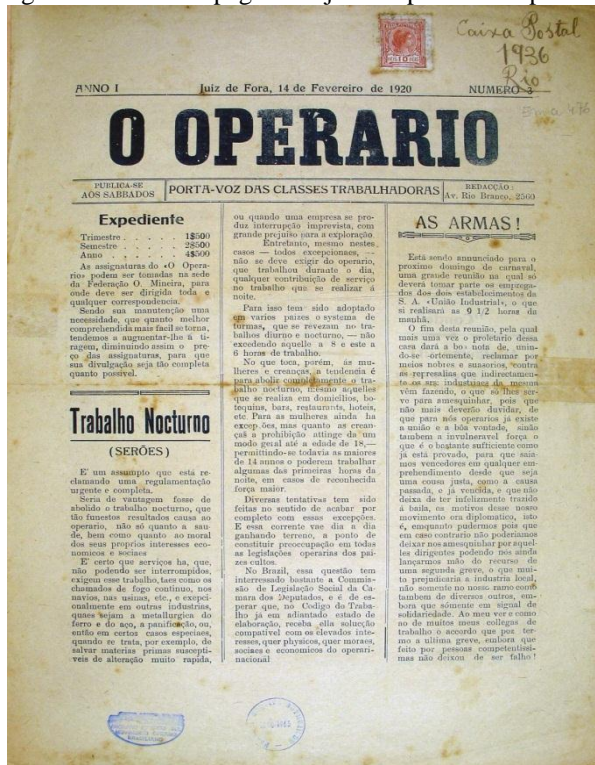 Caixa Postal
1936
Rio
ANNO I
Juiz de Fora, 14 de Fevereiro de 1920
NUMERO 3
O OPERARIO
PUBLICA-SE
AOS SABBADOS
PORTA-VOZ DAS CLASSES TRABALHADORAS
REDACÇÃO:
Av. Rio Branco, 2560
Expediente
Trimestre . . . . . 1$500
Semestre . . . . . 2$500
Anno . . . . . 4$500
As assignaturas do «O Opera-
rio» podem ser tomadas na sede
da Federação O. Mineira, para
onde deve ser dirigida toda e
qualquer correspondencia.
Sendo sua manutenção uma
necessidade, que quanto melhor
comprehendida mais facil se torna,
tendemos a augmentar-lhe a ti-
ragem, diminuindo assim o pre-
ço das assignaturas, para que
sua divulgação seja tão completa
quanto possivel.
Trabalho Nocturno
(SERÕES)
E' um assumpto que está re-
clamando uma regulamentação
urgente e completa.
Seria de vantagem fosse de
abolido o trabalho nocturno, que
tão funestos resultados causa ao
operario, não só quanto a sau-
de, bem como quanto ao moral
dos seus proprios interesses eco-
nomicos e sociaes
E' certo que serviços ha, que
não podendo ser interrompidos,
exigem esse trabalho, taes como os
chamados de fogo continuo, nos
navios, nas usinas, etc., e excepci-
onalmente em outras industrias,
quaes sejam a metallurgica do
ferro e do aço, a panificação, ou,
então em certos casos especiaes,
quando se trata, por exemplo, de
salvar materias primas suscepti-
veis de alteração muito rapida,
ou quando uma empresa se pro-
duz interrupção imprevista, com
grande prejuiso para a exploração.
Entretanto, mesmo nestes
casos — todos excepcionaes, —
não se deve exigir do operario,
que trabalhou durante o dia,
qualquer contribuição de serviço
no trabalho que se realizar á
noite.
Para isso tem sido adoptado
em varios paizes o systema de
turmas, que se revezam no tra-
balhos diurno e nocturno, — não
excedendo aquelle a 8 e este a
6 horas de trabalho.
No que toca, porém, as mu-
lheres e creanças, a tendencia é
para abolir completamente o tra-
balho nocturno, mesmo aquelles
que se realiza em domicilios, bo-
tequins, bars, restaurants, hoteis,
etc. Para as mulheres ainda ha
excepções, mas quanto as crean-
ças a prohibição attinge de um
modo geral até a edade de 18,—
permittindo-se todavia as maiores
de 14 annos o poderem trabalhar
algumas das primeiras horas da
noite, em casos de reconhecida
força maior.
Diversas tentativas tem sido
feitas no sentido de acabar por
completo com essas excepções.
E essa corrente vae dia a dia
ganhando terreno, a ponto de
constituir preoccupação em todas
as legislações operarias dos pai-
zes cultos.
No Brazil, essa questão tem
interessado bastante a Commis-
são de Legislação Social da Ca-
mara dos Deputados, e é de es-
perar que, no Codigo do Traba-
lho já em adiantado estado de
elaboração, receba ella solução
compativel com os elevados inte-
resses, quer physicos, quer moraes,
sociaes e economicos do operari-
nacional
AS ARMAS!
Está sendo annunciado para o
proximo domingo de carnaval,
uma grande reunião na qual só
deverá tomar parte os emprega-
dos dos dois estabelecimentos da
S. A. «União Industrial», o que
si realisará as 9 1/2 horas da
manhã.
O fim desta reunião, pela qual
mais uma vez o proletario dessa
casa dará a bo nota de, unin-
do-se ortemente, reclamar por
meios nobres e suasorios, contra
as represalias que indirectamen-
te os srs. industriaes da mesma
vêm fazendo, o que só lhes ser-
ve para amesquinhar, pois que
não mais deverão duvidar, de
que para nós operarios já existe
a união e a bôa vontade, sinão
tambem a invulneravel força o
que é o bastante sufficiente como
já está provado, para que saia-
mos vencedores em qualquer em-
prehendimento desde que seja
uma cousa justa, como a causa
passada, e ja vencida, e que não
deixa de ter infelizmente trazido
á baila, os motivos desse nosso
movimento era diplomatico, isto
é, emquanto pudermos pois que
em caso contrario não poderiamos
deixar nos amesquinhar por aquel-
les dirigentes podendo nós ainda
lançarmos mão do recurso de
uma segunda greve, o que mui-
to prejudicaria a industria local,
não somente no nosso ramo como
tambem de diversos outros, em-
bora que sómente em signal de
solidariedade. Ao meu ver e como
ao de muitos meus collegas de
trabalho o accordo que pos ter-
mo a ultima greve, embora que
feito por pessoas competentissi-
mas não deixou de ser falho!